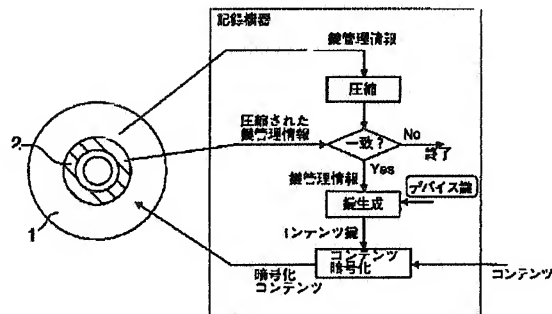 記録機器
鍵管理情報
圧縮
圧縮された
鍵管理情報
一致?
No
終了
Yes
鍵管理情報
デバイス鍵
鍵生成
コンテンツ鍵
コンテンツ
暗号化
暗号化
コンテンツ
コンテンツ
2
1